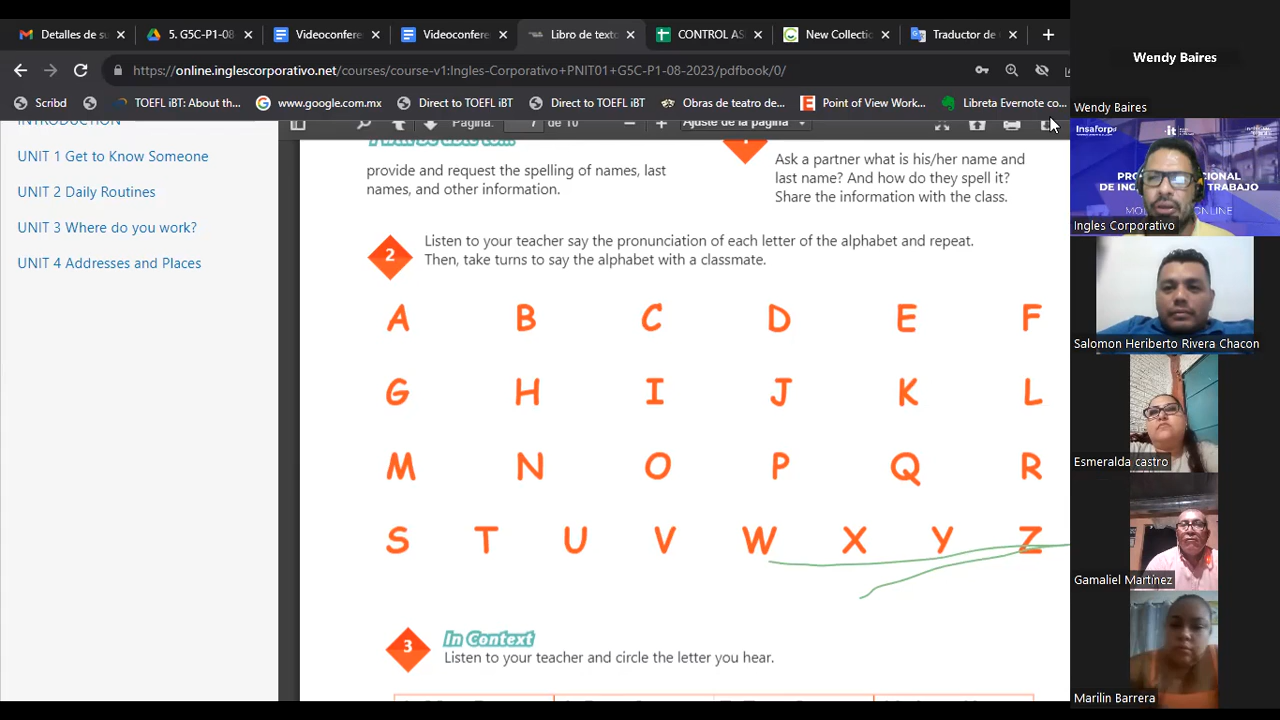 Detalles de su
5. G5C-P1-08
Videoconfere
Videoconfere
Libro de texto
CONTROL AS
New Collectio
Traductor de
https://online.inglescorporativo.net/courses/course-v1:Ingles-Corporativo+PNIT01+G5C-P1-08-2023/pdfbook/0/
Scribd
TOEFL iBT: About th...
www.google.com.mx
Direct to TOEFL iBT
Direct to TOEFL iBT
Obras de teatro de...
Point of View Work...
Libreta Evernote co...
INTRODUCTION
UNIT 1 Get to Know Someone
UNIT 2 Daily Routines
UNIT 3 Where do you work?
UNIT 4 Addresses and Places
Página: 7 de 10
Ajuste de la página
I will be able to...
provide and request the spelling of names, last
names, and other information.
1
Ask a partner what is his/her name and
last name? And how do they spell it?
Share the information with the class.
2
Listen to your teacher say the pronunciation of each letter of the alphabet and repeat.
Then, take turns to say the alphabet with a classmate.
A B C D E F
G H I J K L
M N O P Q R
S T U V W X Y Z
3
In Context
Listen to your teacher and circle the letter you hear.
Wendy Baires
Wendy Baires
Insaforp
Ingles Corporativo
Salomon Heriberto Rivera Chacon
Esmeralda castro
Gamaliel Martínez
Marilin Barrera